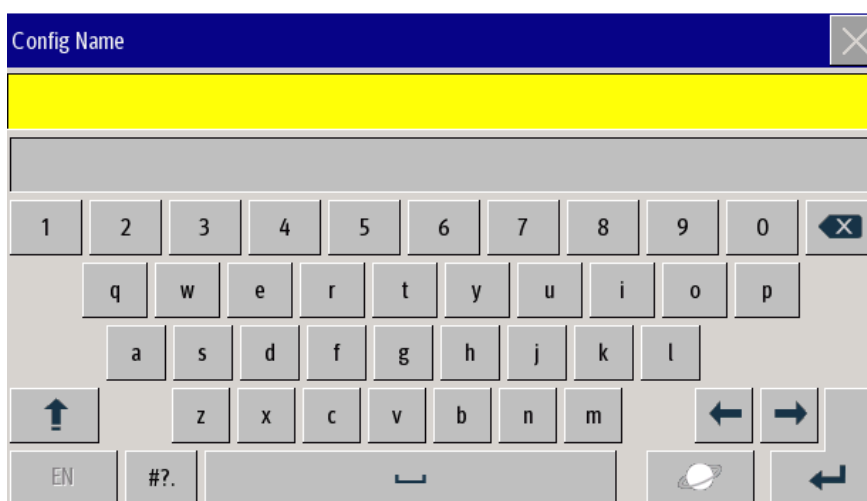 Config Name
1 2 3 4 5 6 7 8 9 0
q w e r t y u i o p
a s d f g h j k l
z x c v b n m
EN #?.